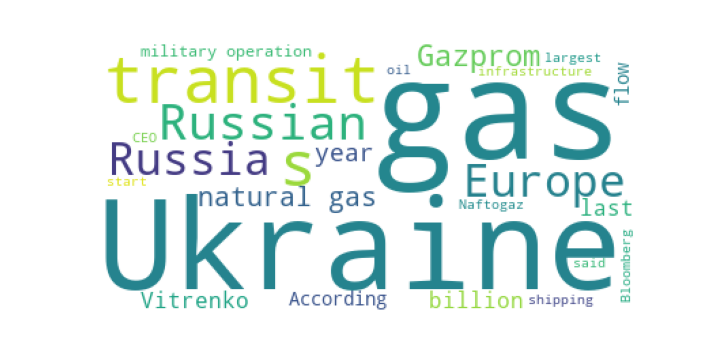 military operation
Gazprom
largest
transit
oil
infrastructure
flow
gas
CEO
Russian
Russia
s
year
start
natural gas
Europe
Naftogaz
last
Ukraine
said
Bloomberg
Vitrenko
According
billion
shipping